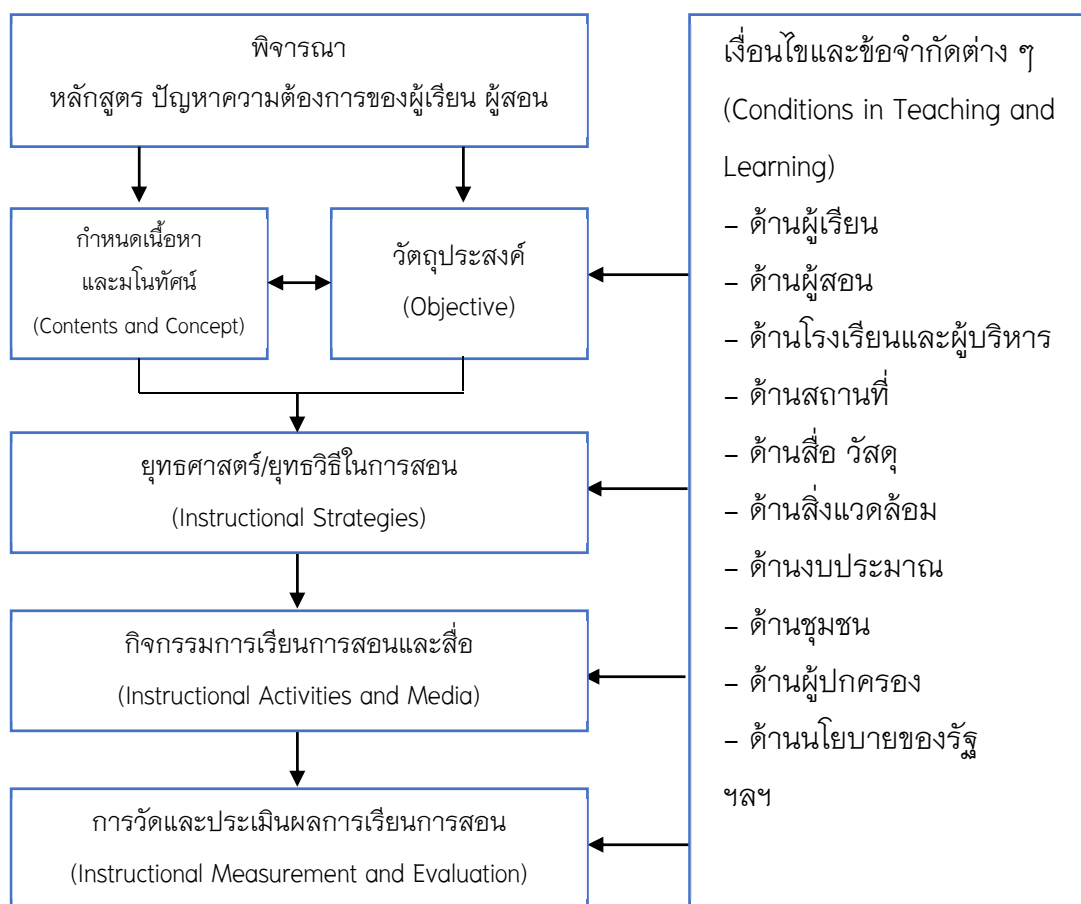 พิจารณา
หลักสูตร ปัญหาความต้องการของผู้เรียน ผู้สอน
กำหนดเนื้อหา
และมโนทัศน์
(Contents and Concept)
วัตถุประสงค์
(Objective)
ยุทธศาสตร์/ยุทธวิธีในการสอน
(Instructional Strategies)
กิจกรรมการเรียนการสอนและสื่อ
(Instructional Activities and Media)
การวัดและประเมินผลการเรียนการสอน
(Instructional Measurement and Evaluation)
เงื่อนไขและข้อจำกัดต่าง ๆ
(Conditions in Teaching and
Learning)
– ด้านผู้เรียน
– ด้านผู้สอน
– ด้านโรงเรียนและผู้บริหาร
– ด้านสถานที่
– ด้านสื่อ วัสดุ
– ด้านสิ่งแวดล้อม
– ด้านงบประมาณ
– ด้านชุมชน
– ด้านผู้ปกครอง
– ด้านนโยบายของรัฐ
ฯลฯ